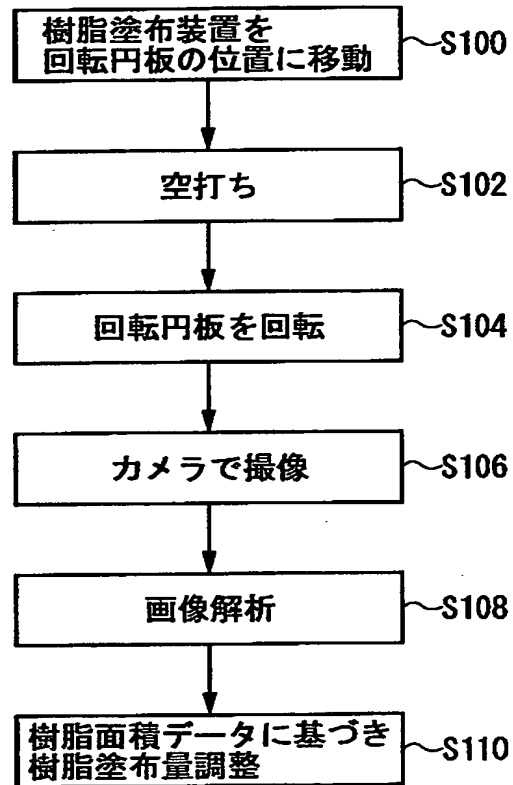 樹脂塗布装置を
回転円板の位置に移動
S100
空打ち
S102
回転円板を回転
S104
カメラで撮像
S106
画像解析
S108
樹脂面積データに基づき
樹脂塗布量調整
S110